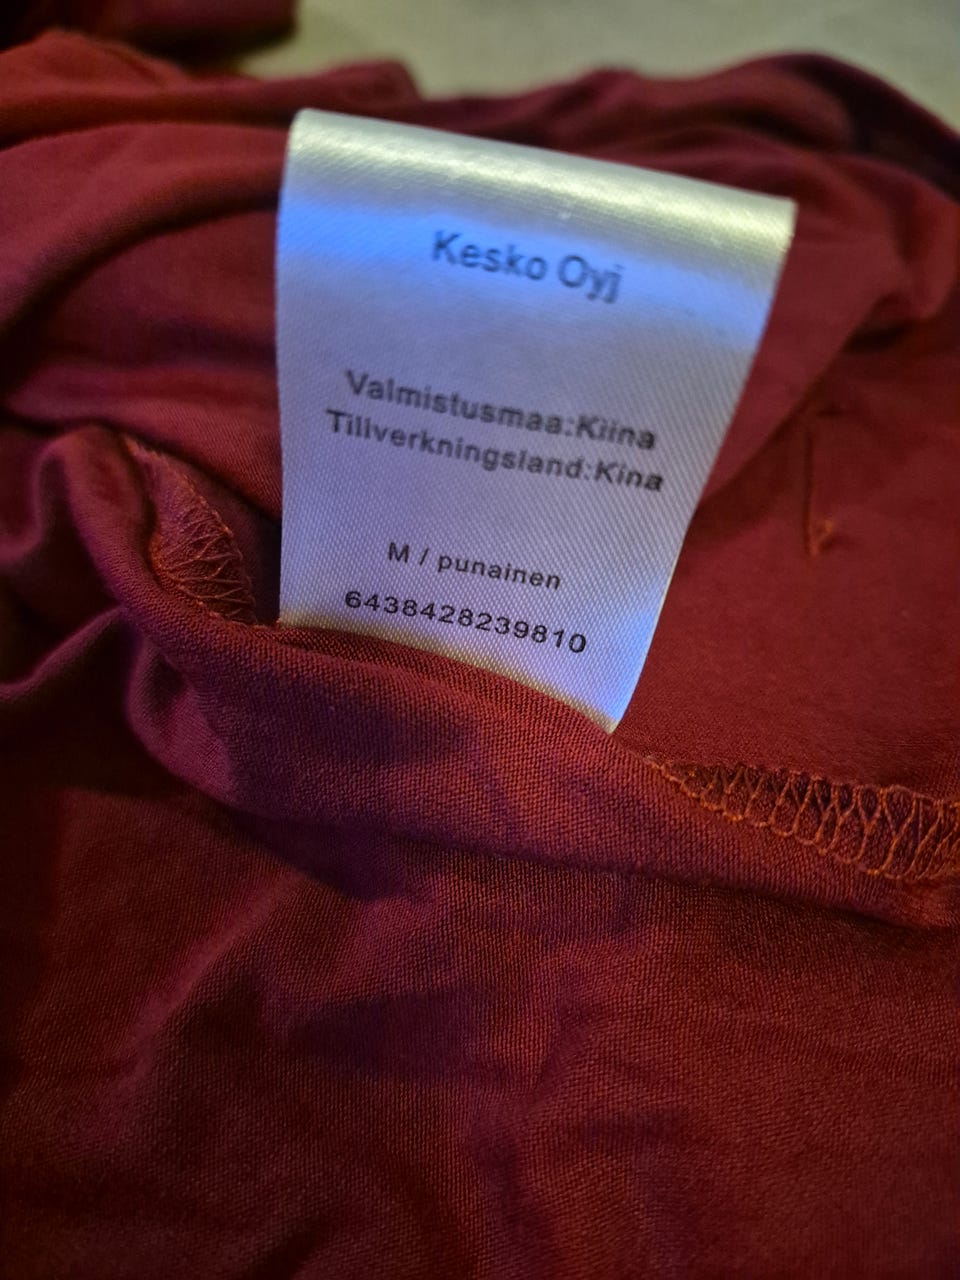 Kesko Oyj
Valmistusmaa:Kiina
Tillverkningsland:Kina
M / punainen
6438428239810